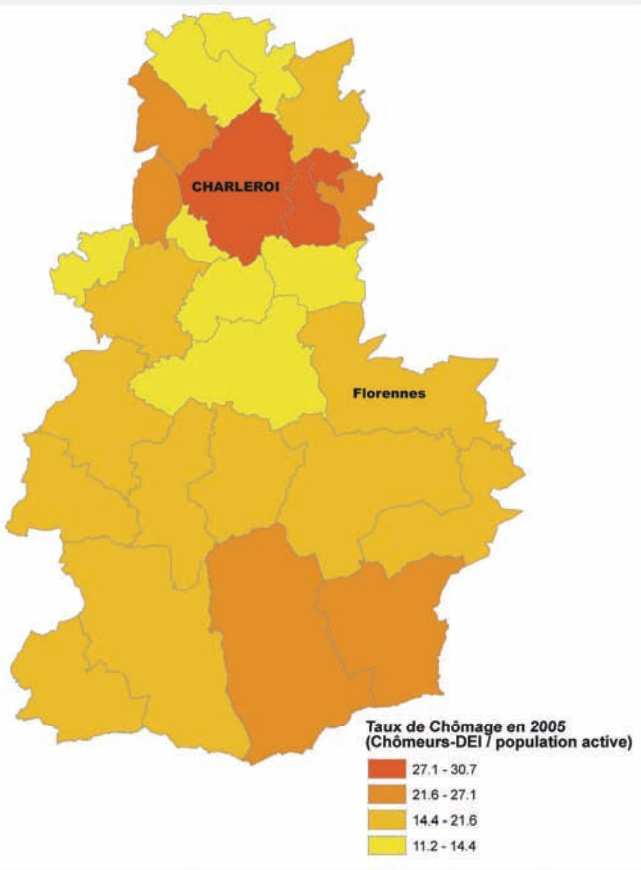 CHARLEROI
Florennes
Taux de Chômage en 2005
(Chômeurs-DEI / population active)
27.1 - 30.7
21.6 - 27.1
14.4 - 21.6
11.2 - 14.4